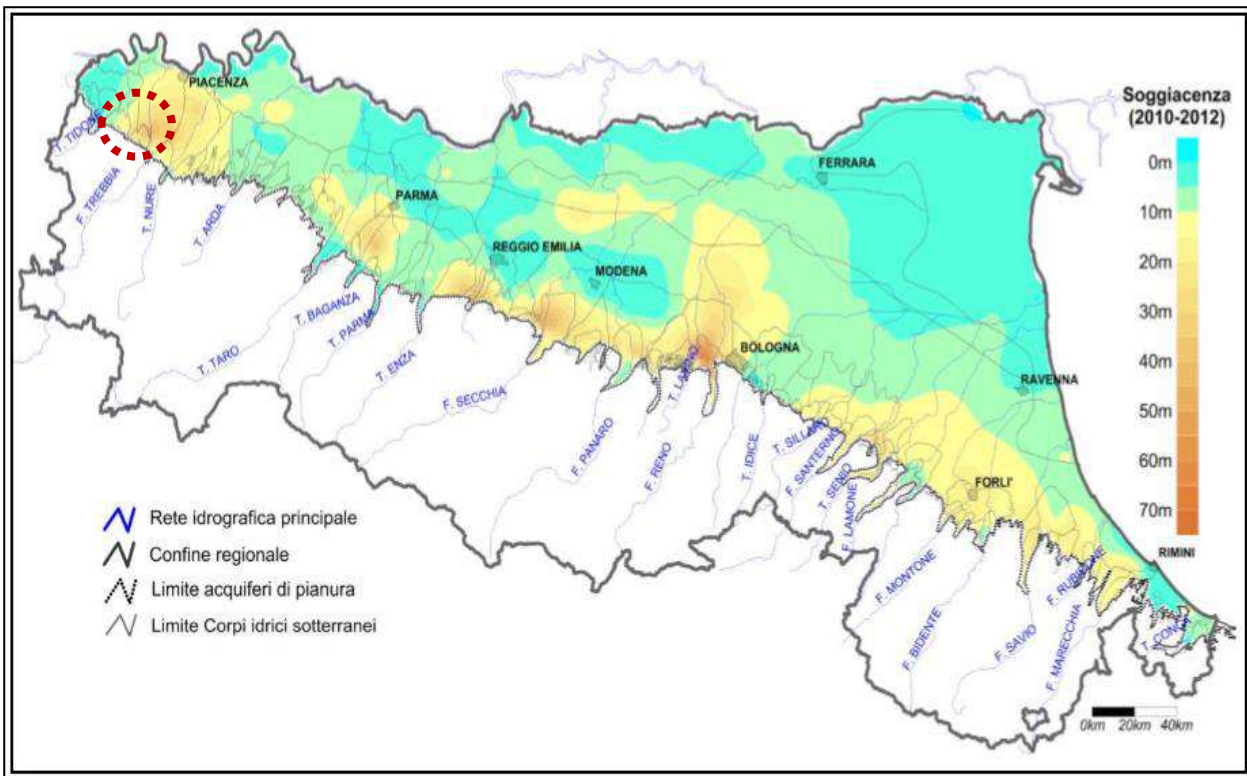 PIACENZA
Soggiacenza
(2010-2012)
0m
10m
20m
30m
40m
50m
60m
70m
T. TIDONE
F. TREBBIA
T. NURE
T. ARDA
PARMA
FERRARA
REGGIO EMILIA
MODENA
BOLOGNA
RAVENNA
FORLI'
RIMINI
T. TARO
T. BAGANZA
T. PARMA
T. ENZA
F. SECCHIA
F. PANARO
F. RENO
T. LAVINO
T. IDICE
T. SILLARO
F. SANTERNO
T. SENIO
F. LAMONE
F. MONTONE
F. BIDENTE
F. SAVIO
F. RUBICONE
F. MARECCHIA
T. CONCA
Rete idrografica principale
Confine regionale
Limite acquiferi di pianura
Limite Corpi idrici sotterranei
0km 20km 40km